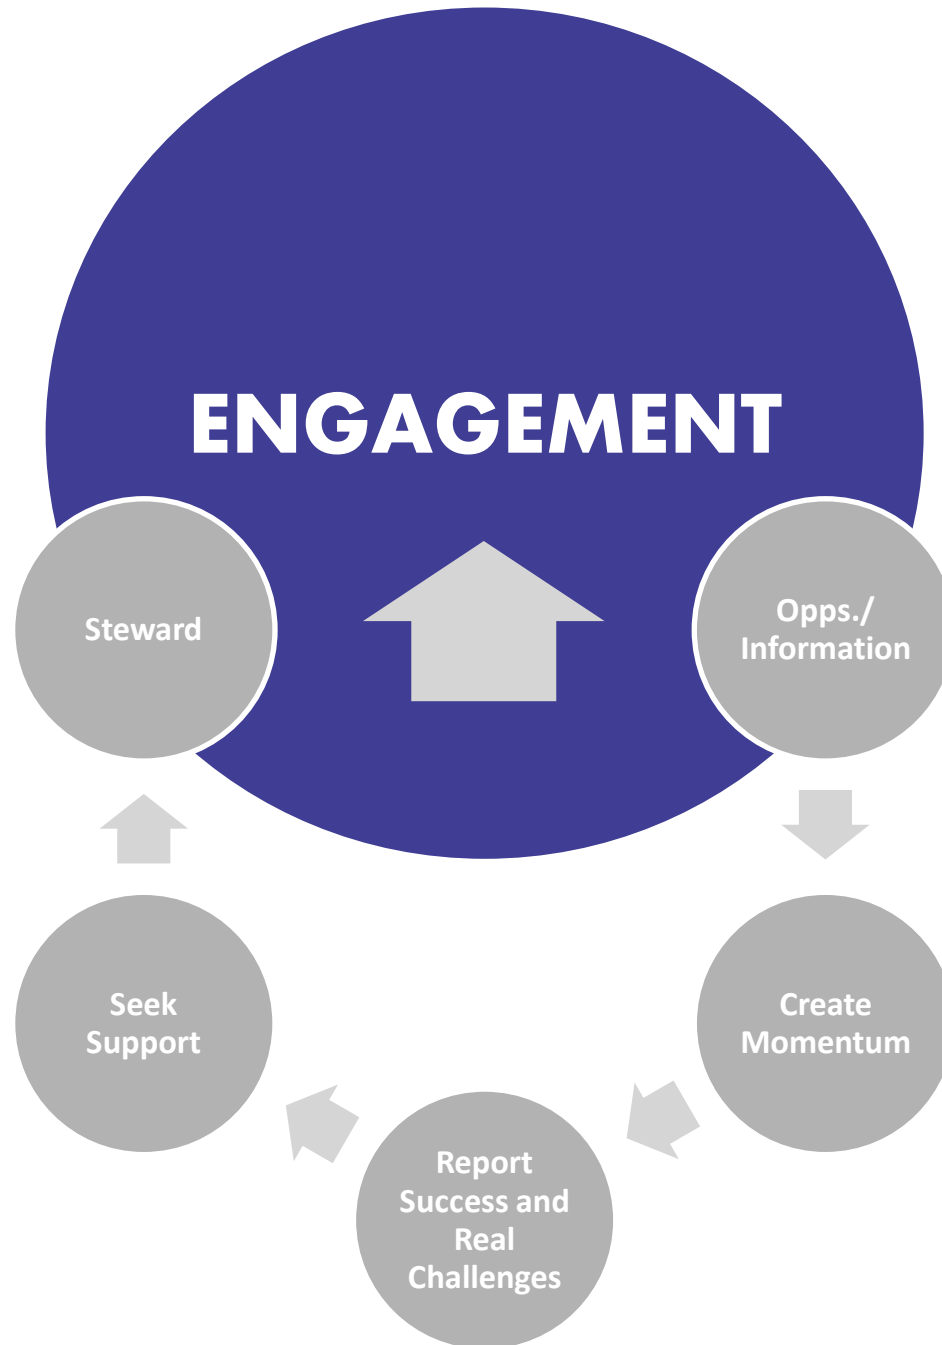 ENGAGEMENT
Steward
Opps./
Information
Seek
Support
Create
Momentum
Report
Success and
Real
Challenges